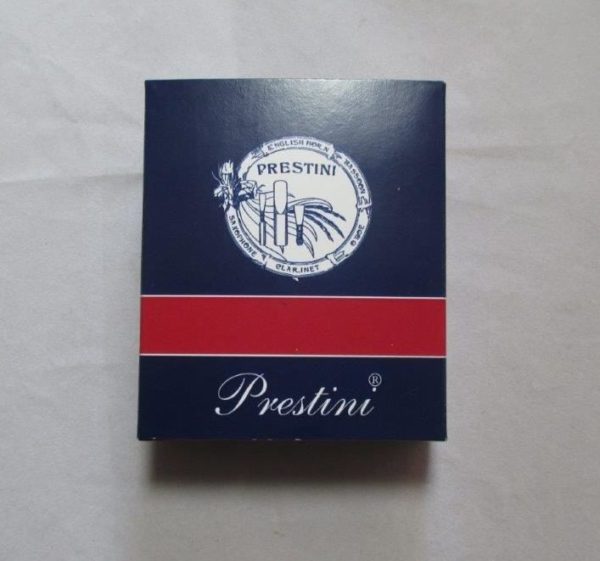 ENGLISH HORN
BASSOON
PRESTINI
SAXOPHONE
CLARINET
OBOE
Prestini®